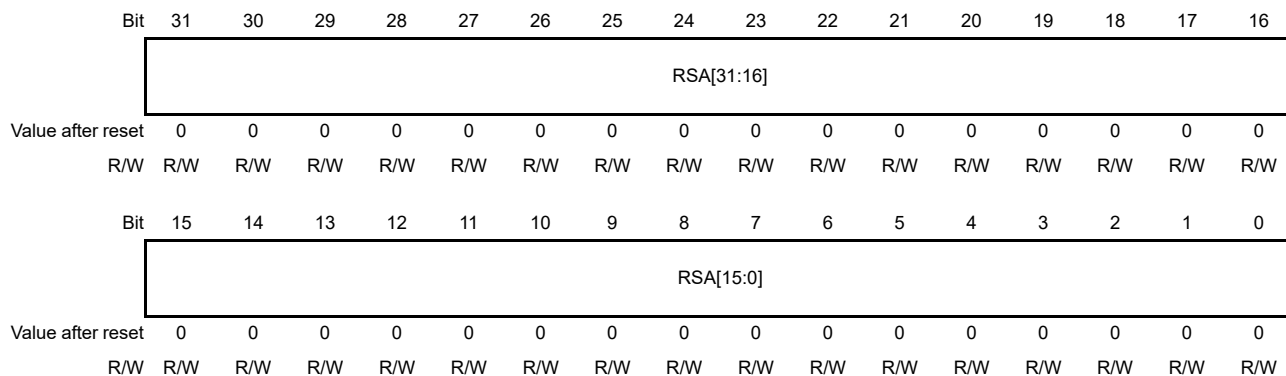 Bit 31 30 29 28 27 26 25 24 23 22 21 20 19 18 17 16
RSA[31:16]
Value after reset 0 0 0 0 0 0 0 0 0 0 0 0 0 0 0 0
R/W R/W R/W R/W R/W R/W R/W R/W R/W R/W R/W R/W R/W R/W R/W R/W R/W
Bit 15 14 13 12 11 10 9 8 7 6 5 4 3 2 1 0
RSA[15:0]
Value after reset 0 0 0 0 0 0 0 0 0 0 0 0 0 0 0 0
R/W R/W R/W R/W R/W R/W R/W R/W R/W R/W R/W R/W R/W R/W R/W R/W R/W